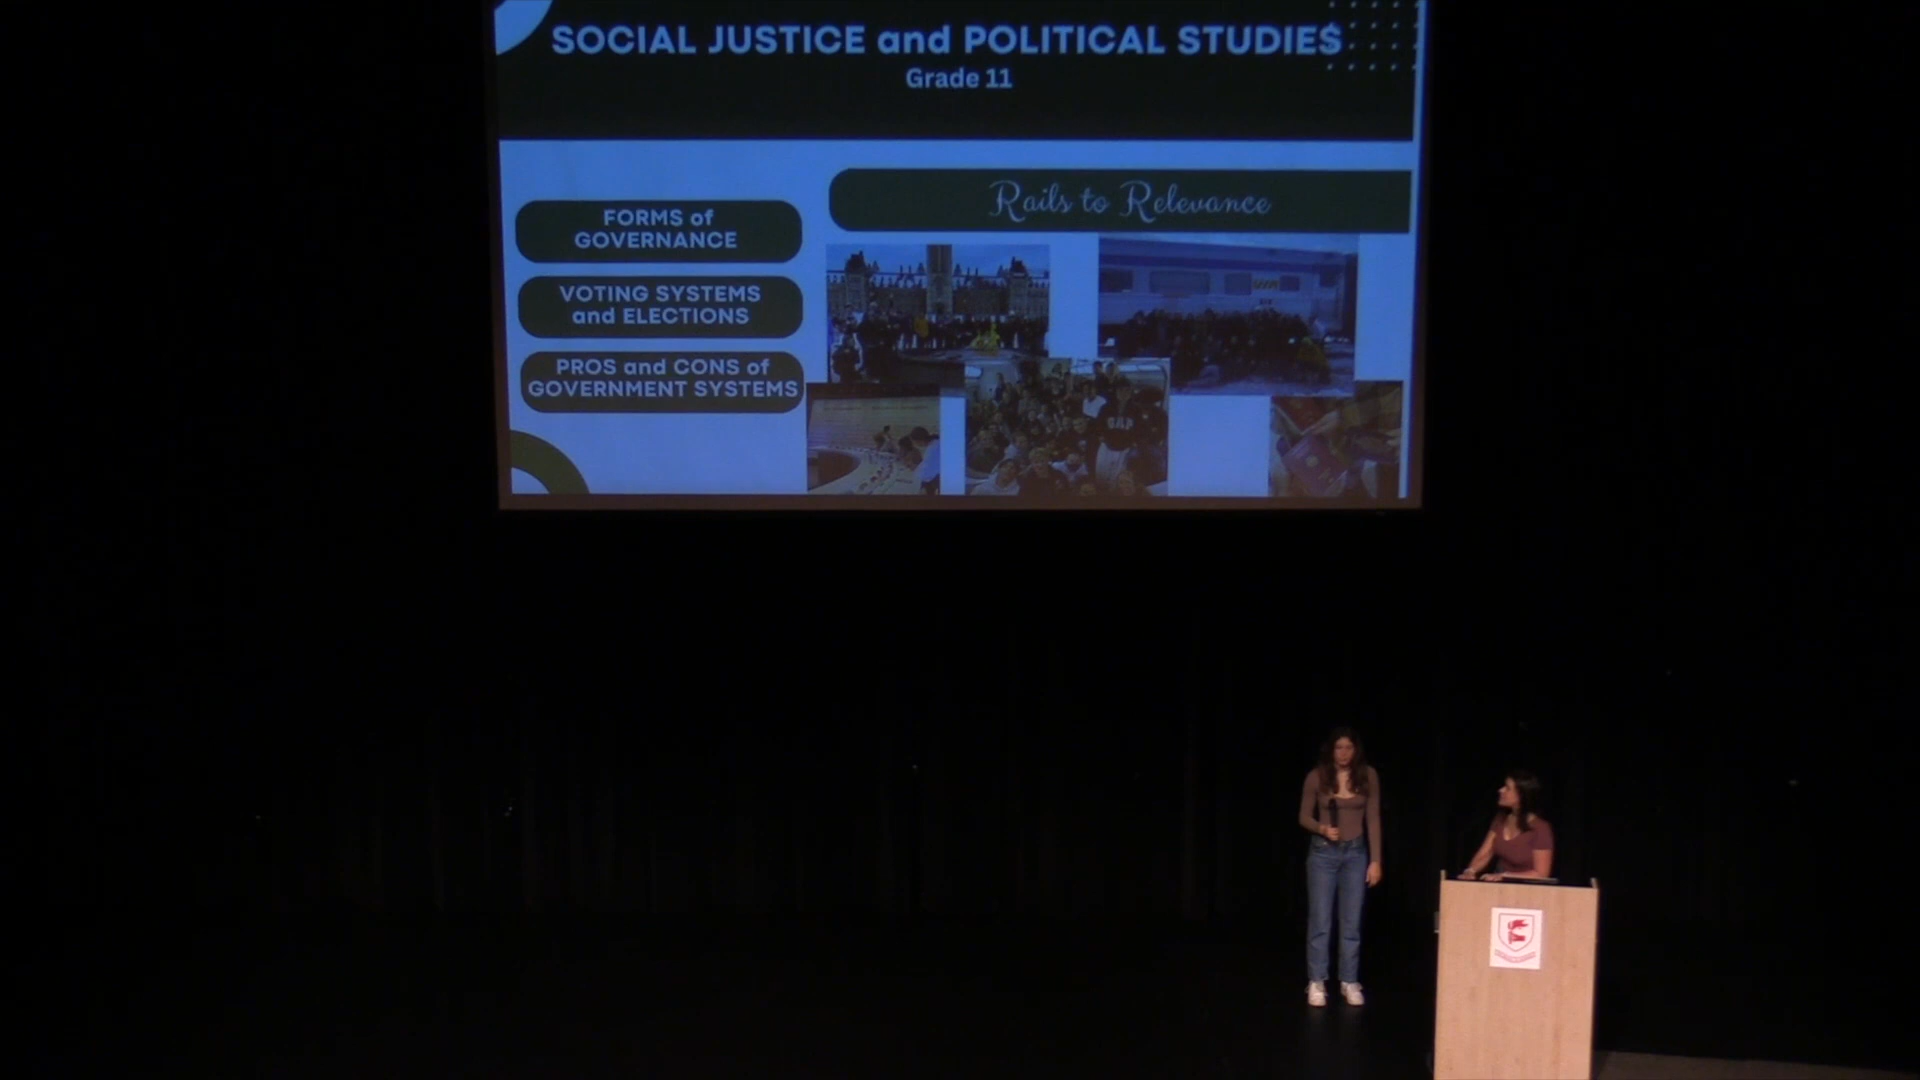 SOCIAL JUSTICE and POLITICAL STUDIES
Grade 11
Rails to Relevance
FORMS of
GOVERNANCE
VOTING SYSTEMS
and ELECTIONS
PROS and CONS of
GOVERNMENT SYSTEMS
VIA
GAP